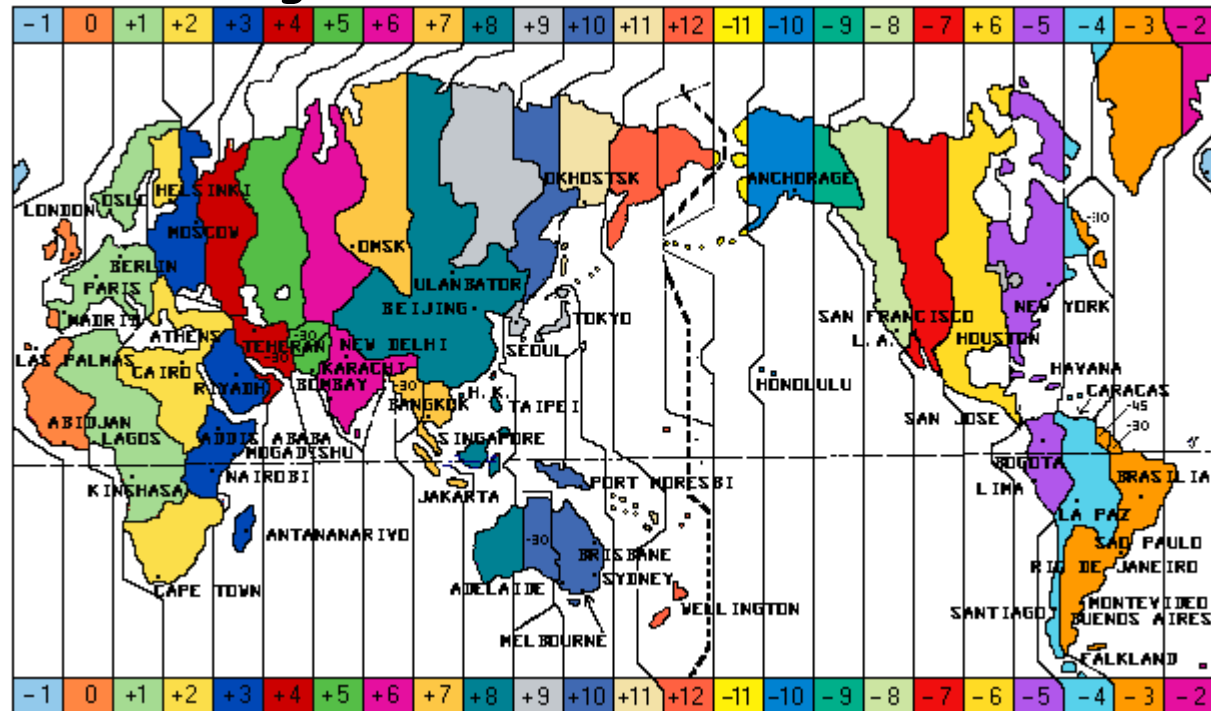 -1 0 +1 +2 +3 +4 +5 +6 +7 +8 +9 +10 +11 +12 -11 -10 -9 -8 -7 +6 -5 -4 -3 -2
OKHOSTSK
ANCHORAGE
HELSINKI
OSLO
LONDON
-30
MOSCOW
OMSK
BERLIN
ULANBATOR
PARIS
NEW YORK
BEIJING
MADRID
TOKYO
SAN FRANCISCO
ATHENS
-30
L.A.
HOUSTON
TEHERAN
NEW DELHI
SEOUL
-30
LAS PALMAS
KARACHI
HAVANA
CAIRO
RIYADH
BOMBAY
-30
HONOLULU
CARACAS
H.K.
BANGKOK
TAIPEI
-45
SAN JOSE
ABIDJAN
-30
LAGOS
ADDIS ABABA
SINGAPORE
MOGADISHU
BOGOTA
NAIROBI
BRASILIA
KINSHASA
PORT MORESBI
LIMA
JAKARTA
LA PAZ
ANTANANARIVO
-30
SAO PAULO
BRISBANE
RIO DE JANEIRO
SYDNEY
CAPE TOWN
ADELAIDE
WELLINGTON
MONTEVIDEO
SANTIAGO
BUENOS AIRES
MELBOURNE
FALKLAND
-1 0 +1 +2 +3 +4 +5 +6 +7 +8 +9 +10 +11 +12 -11 -10 -9 -8 -7 -6 -5 -4 -3 -2